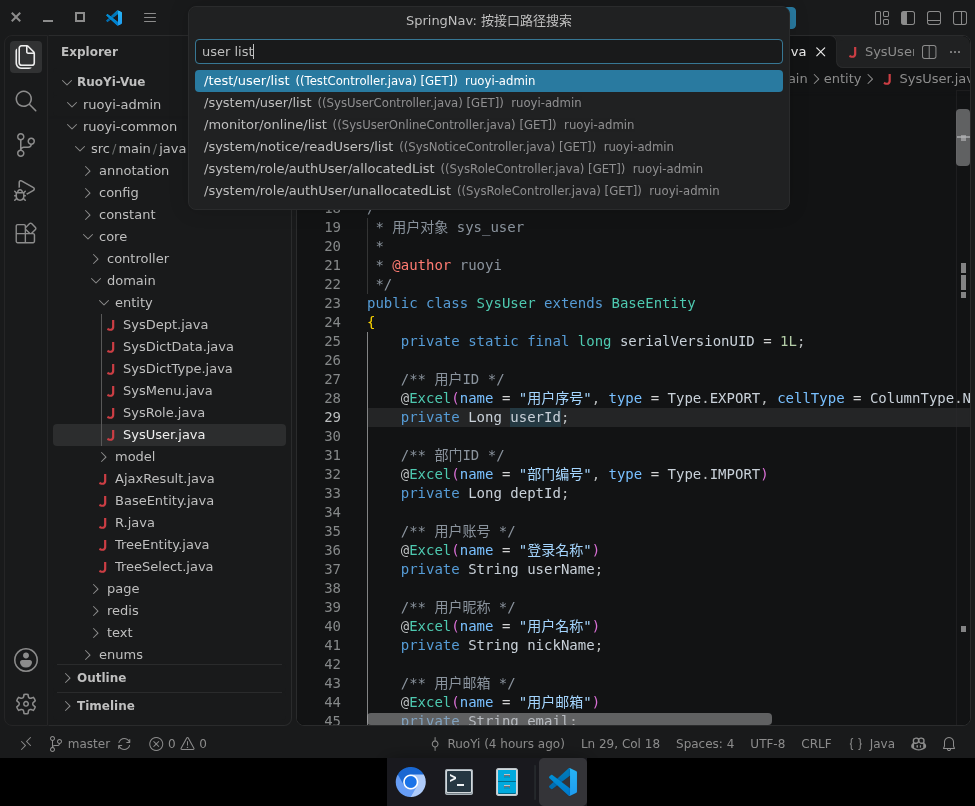 SpringNav: 按接口路径搜索
user list
/test/user/list ((TestController.java) [GET]) ruoyi-admin
/system/user/list ((SysUserController.java) [GET]) ruoyi-admin
/monitor/online/list ((SysUserOnlineController.java) [GET]) ruoyi-admin
/system/notice/readUsers/list ((SysNoticeController.java) [GET]) ruoyi-admin
/system/role/authUser/allocatedList ((SysRoleController.java) [GET]) ruoyi-admin
/system/role/authUser/unallocatedList ((SysRoleController.java) [GET]) ruoyi-admin
Explorer
RuoYi-Vue
ruoyi-admin
ruoyi-common
src/main/java
annotation
config
constant
core
controller
domain
entity
SysDept.java
SysDictData.java
SysDictType.java
SysMenu.java
SysRole.java
SysUser.java
model
AjaxResult.java
BaseEntity.java
R.java
TreeEntity.java
TreeSelect.java
page
redis
text
enums
Outline
Timeline
va SysUser
ain > entity > SysUser.jav
18 /
19 * 用户对象 sys_user
20 *
21 * @author ruoyi
22 */
23 public class SysUser extends BaseEntity
24 {
25 private static final long serialVersionUID = 1L;
26
27 /** 用户ID */
28 @Excel(name = "用户序号", type = Type.EXPORT, cellType = ColumnType.N
29 private Long userId;
30
31 /** 部门ID */
32 @Excel(name = "部门编号", type = Type.IMPORT)
33 private Long deptId;
34
35 /** 用户账号 */
36 @Excel(name = "登录名称")
37 private String userName;
38
39 /** 用户昵称 */
40 @Excel(name = "用户名称")
41 private String nickName;
42
43 /** 用户邮箱 */
44 @Excel(name = "用户邮箱")
45 private String email;
master 0 0 RuoYi (4 hours ago) Ln 29, Col 18 Spaces: 4 UTF-8 CRLF { } Java